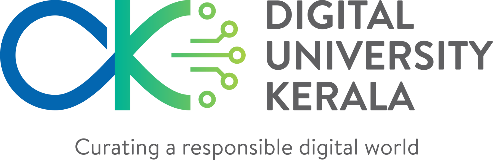 DIGITAL
UNIVERSITY
KERALA
Curating a responsible digital world